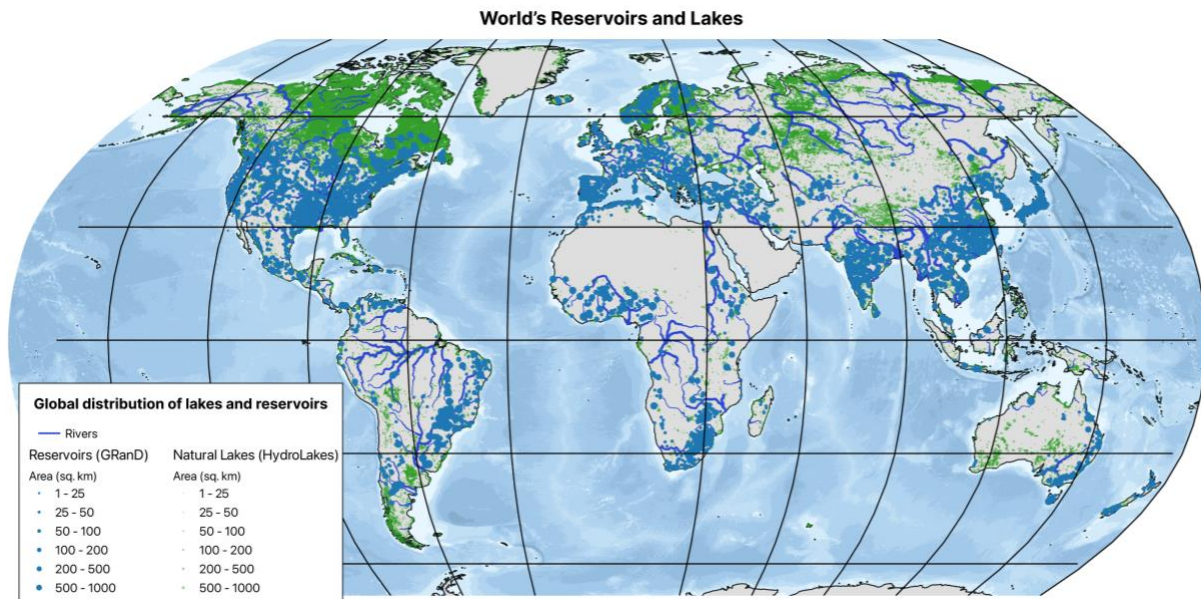 World’s Reservoirs and Lakes
Global distribution of lakes and reservoirs
Rivers
Reservoirs (GRanD) Natural Lakes (HydroLakes)
Area (sq. km) Area (sq. km)
1 - 25 1 - 25
25 - 50 25 - 50
50 - 100 50 - 100
100 - 200 100 - 200
200 - 500 200 - 500
500 - 1000 500 - 1000